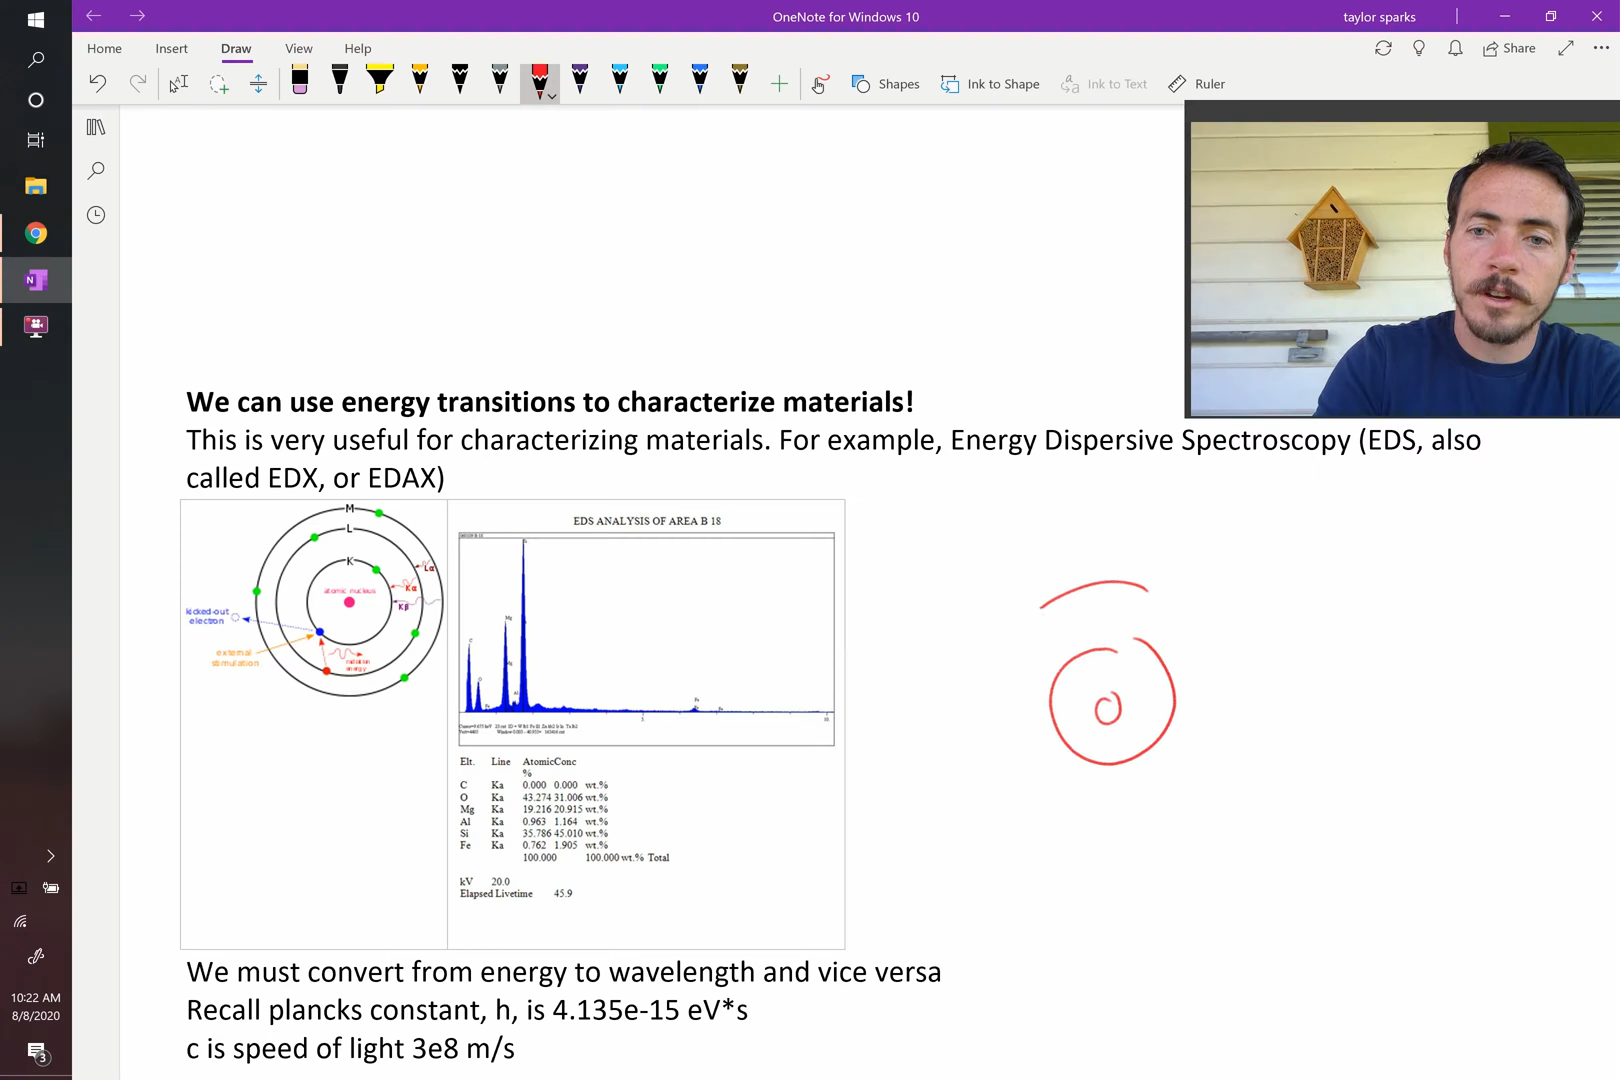 OneNote for Windows 10
taylor sparks
Home Insert Draw View Help
Share
Shapes Ink to Shape Ink to Text Ruler
We can use energy transitions to characterize materials!
This is very useful for characterizing materials. For example, Energy Dispersive Spectroscopy (EDS, also
called EDX, or EDAX)
M
L
K
atomic nucleus
Lα
Kα
Kβ
kicked-out
electron
external
stimulation
radiation
energy
EDS ANALYSIS OF AREA B 18
C
O
Mg
Elt. Line AtomicConc
%
C Ka 0.000 0.000 wt.%
O Ka 43.274 31.006 wt.%
Mg Ka 19.216 20.915 wt.%
Al Ka 0.963 1.164 wt.%
Si Ka 35.786 45.010 wt.%
Fe Ka 0.762 1.905 wt.%
100.000 100.000 wt.% Total
kV 20.0
Elapsed Livetime 45.9
We must convert from energy to wavelength and vice versa
Recall plancks constant, h, is 4.135e-15 eV*s
c is speed of light 3e8 m/s
10:22 AM
8/8/2020
3